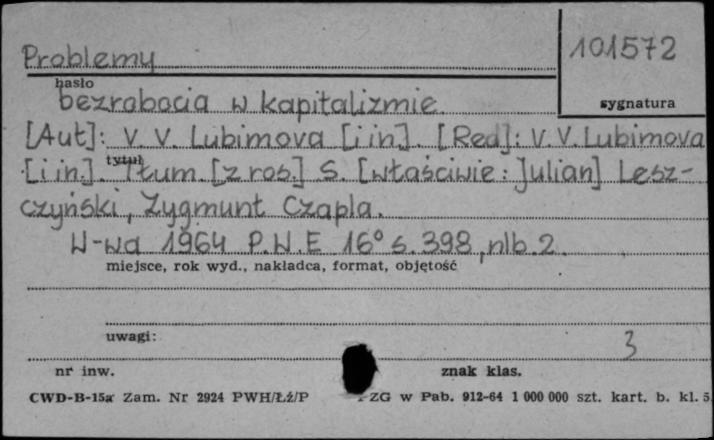 Problemy
101572
hasło
sygnatura
bezrobocia w kapitalizmie
[Aut]: V. V. Lubimova [i in]. [Red]: V. V. Lubimova
tytuł
[i in]. Tłum. [z ros.] S. [właściwie: Julian] Lesz-
czyński, Zygmunt Czapla.
W-wa 1964 P.W.E 16° s. 398, nlb. 2.
miejsce, rok wyd., nakładca, format, objętość
uwagi:
3
nr inw.
znak klas.
CWD-B-15a Zam. Nr 2924 PWH/Łź/P ZG w Pab. 912-64 1 000 000 szt. kart. b. kl. 5